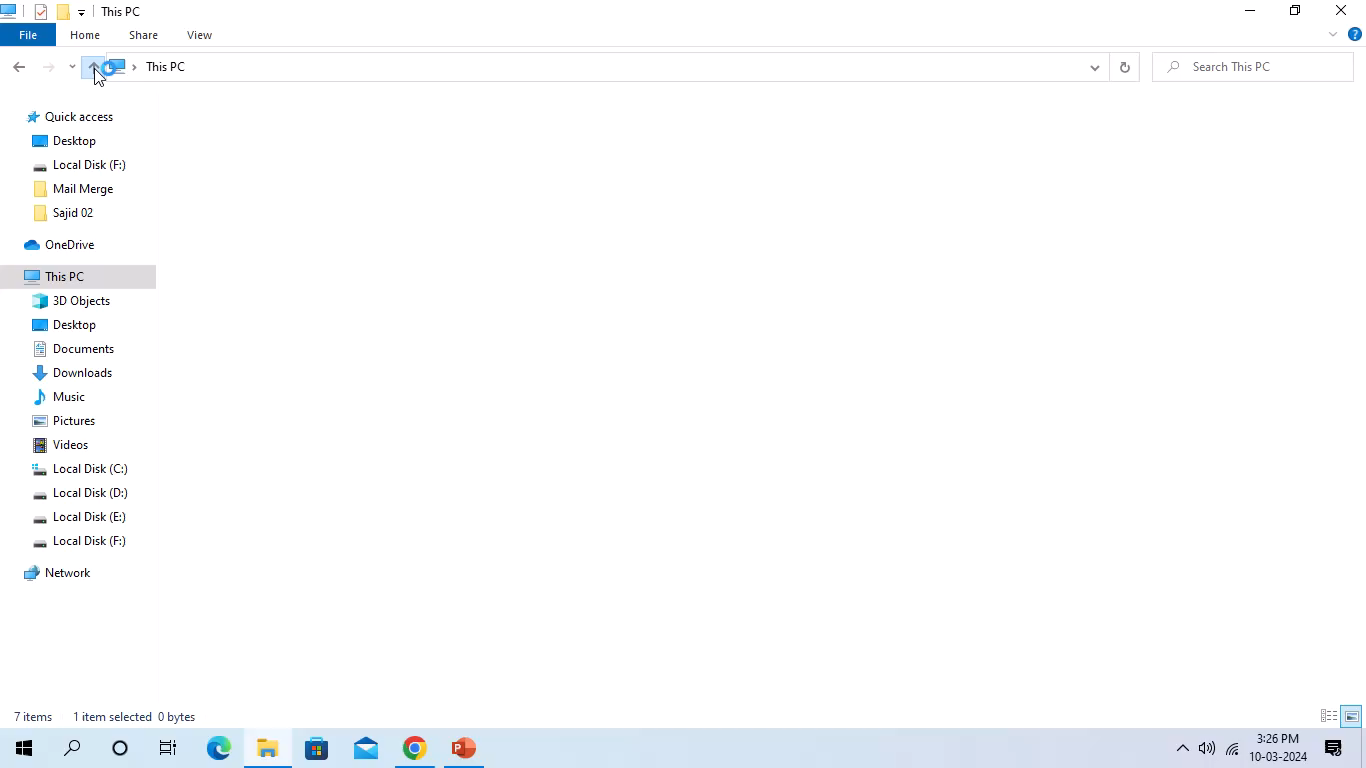 This PC
File
Home
Share
View
This PC
Search This PC
Quick access
Desktop
Local Disk (F:)
Mail Merge
Sajid 02
OneDrive
This PC
3D Objects
Desktop
Documents
Downloads
Music
Pictures
Videos
Local Disk (C:)
Local Disk (D:)
Local Disk (E:)
Local Disk (F:)
Network
7 items 1 item selected 0 bytes
3:26 PM
10-03-2024